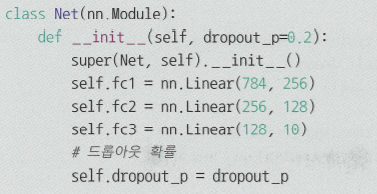 class Net(nn.Module):
    def __init__(self, dropout_p=0.2):
        super(Net, self).__init__()
        self.fc1 = nn.Linear(784, 256)
        self.fc2 = nn.Linear(256, 128)
        self.fc3 = nn.Linear(128, 10)
        # 드롭아웃 확률
        self.dropout_p = dropout_p